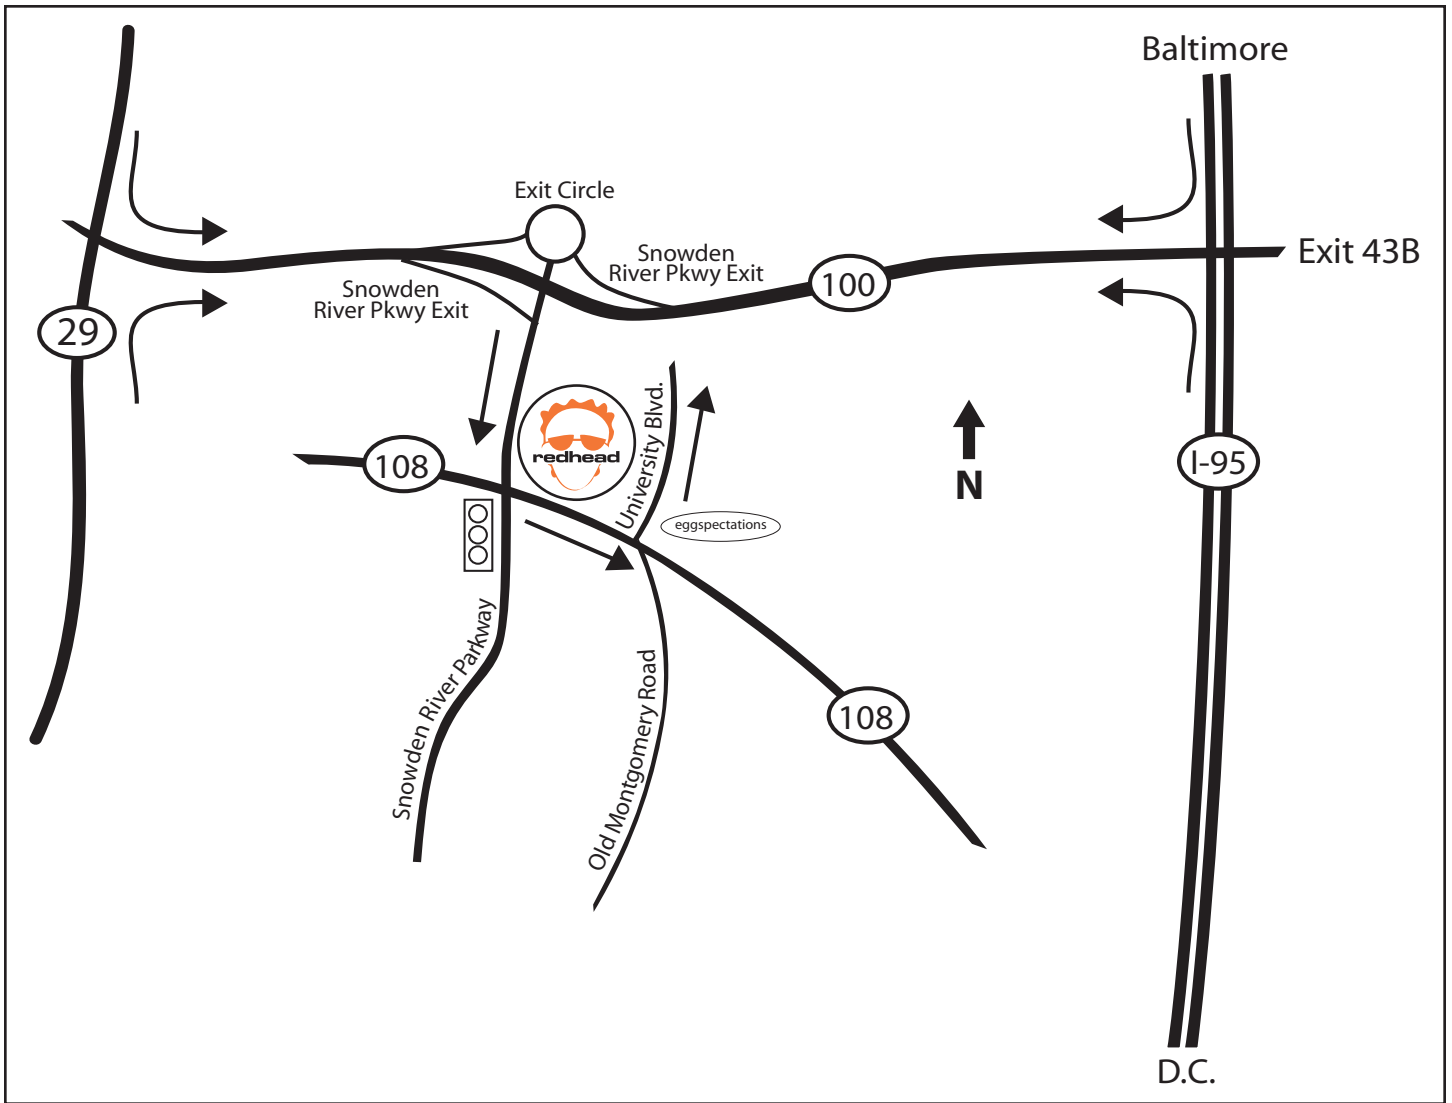 Baltimore
Exit Circle
Snowden
River Pkwy Exit
Exit 43B
100
Snowden
River Pkwy Exit
29
University Blvd.
redhead
108
I-95
N
eggspectations
Snowden River Parkway
Old Montgomery Road
108
D.C.